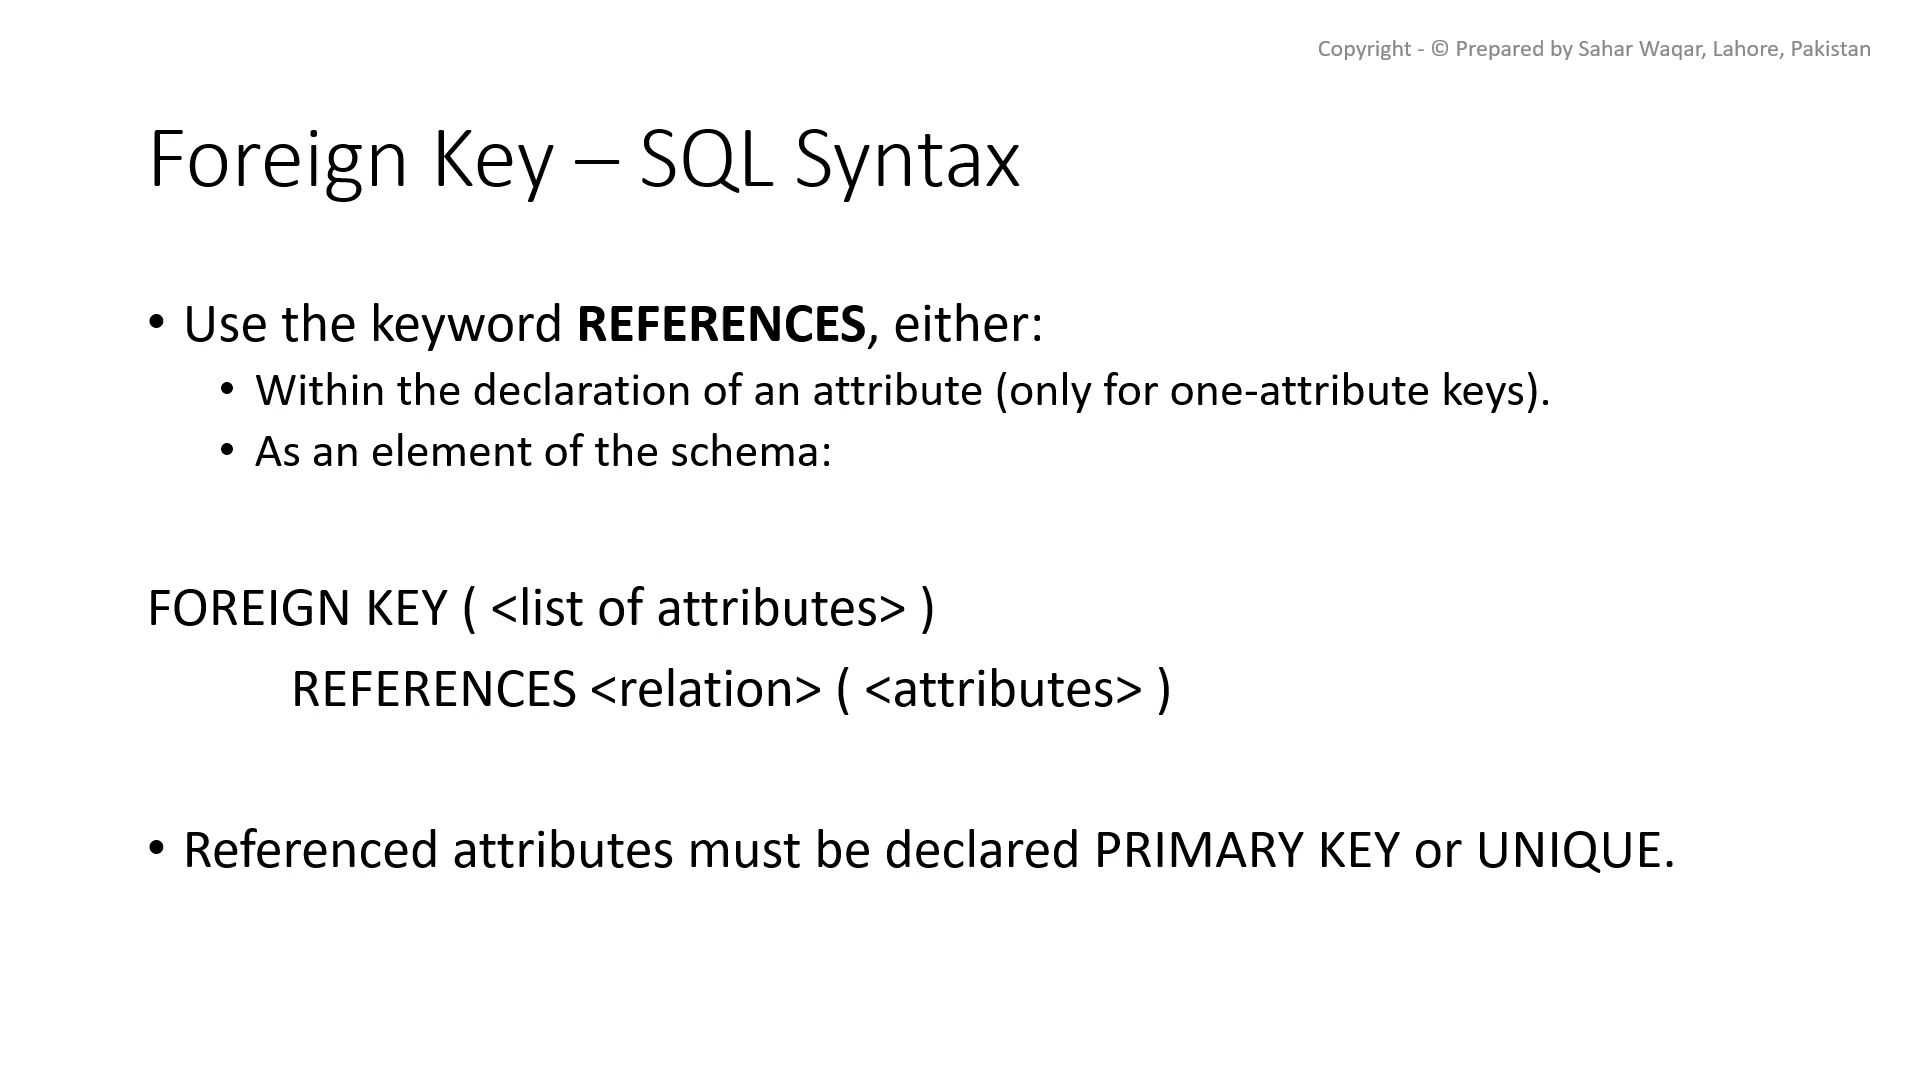 Copyright - © Prepared by Sahar Waqar, Lahore, Pakistan
Foreign Key – SQL Syntax
• Use the keyword REFERENCES, either:
• Within the declaration of an attribute (only for one-attribute keys).
• As an element of the schema:
FOREIGN KEY ( <list of attributes> )
REFERENCES <relation> ( <attributes> )
• Referenced attributes must be declared PRIMARY KEY or UNIQUE.